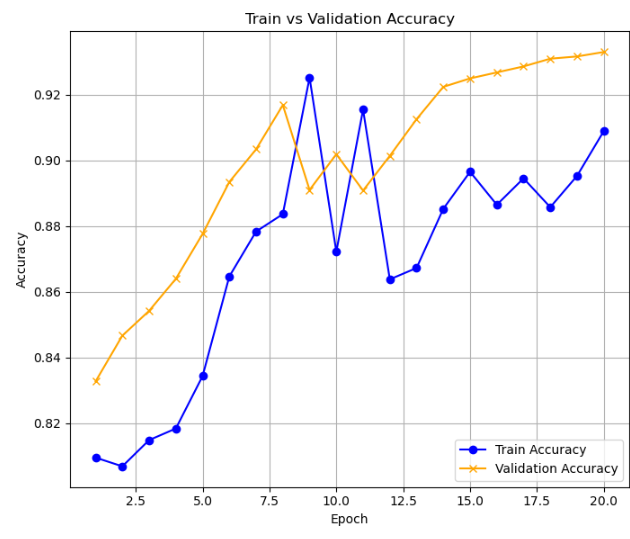 Train vs Validation Accuracy
Accuracy
0.92
0.90
0.88
0.86
0.84
0.82
Train Accuracy
Validation Accuracy
2.5 5.0 7.5 10.0 12.5 15.0 17.5 20.0
Epoch